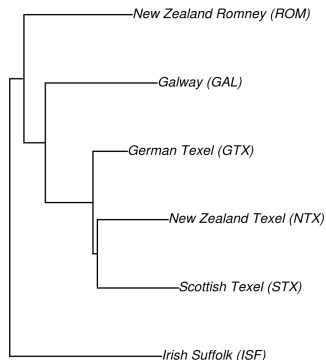 New Zealand Romney (ROM)
Galway (GAL)
German Texel (GTX)
New Zealand Texel (NTX)
Scottish Texel (STX)
Irish Suffolk (ISF)